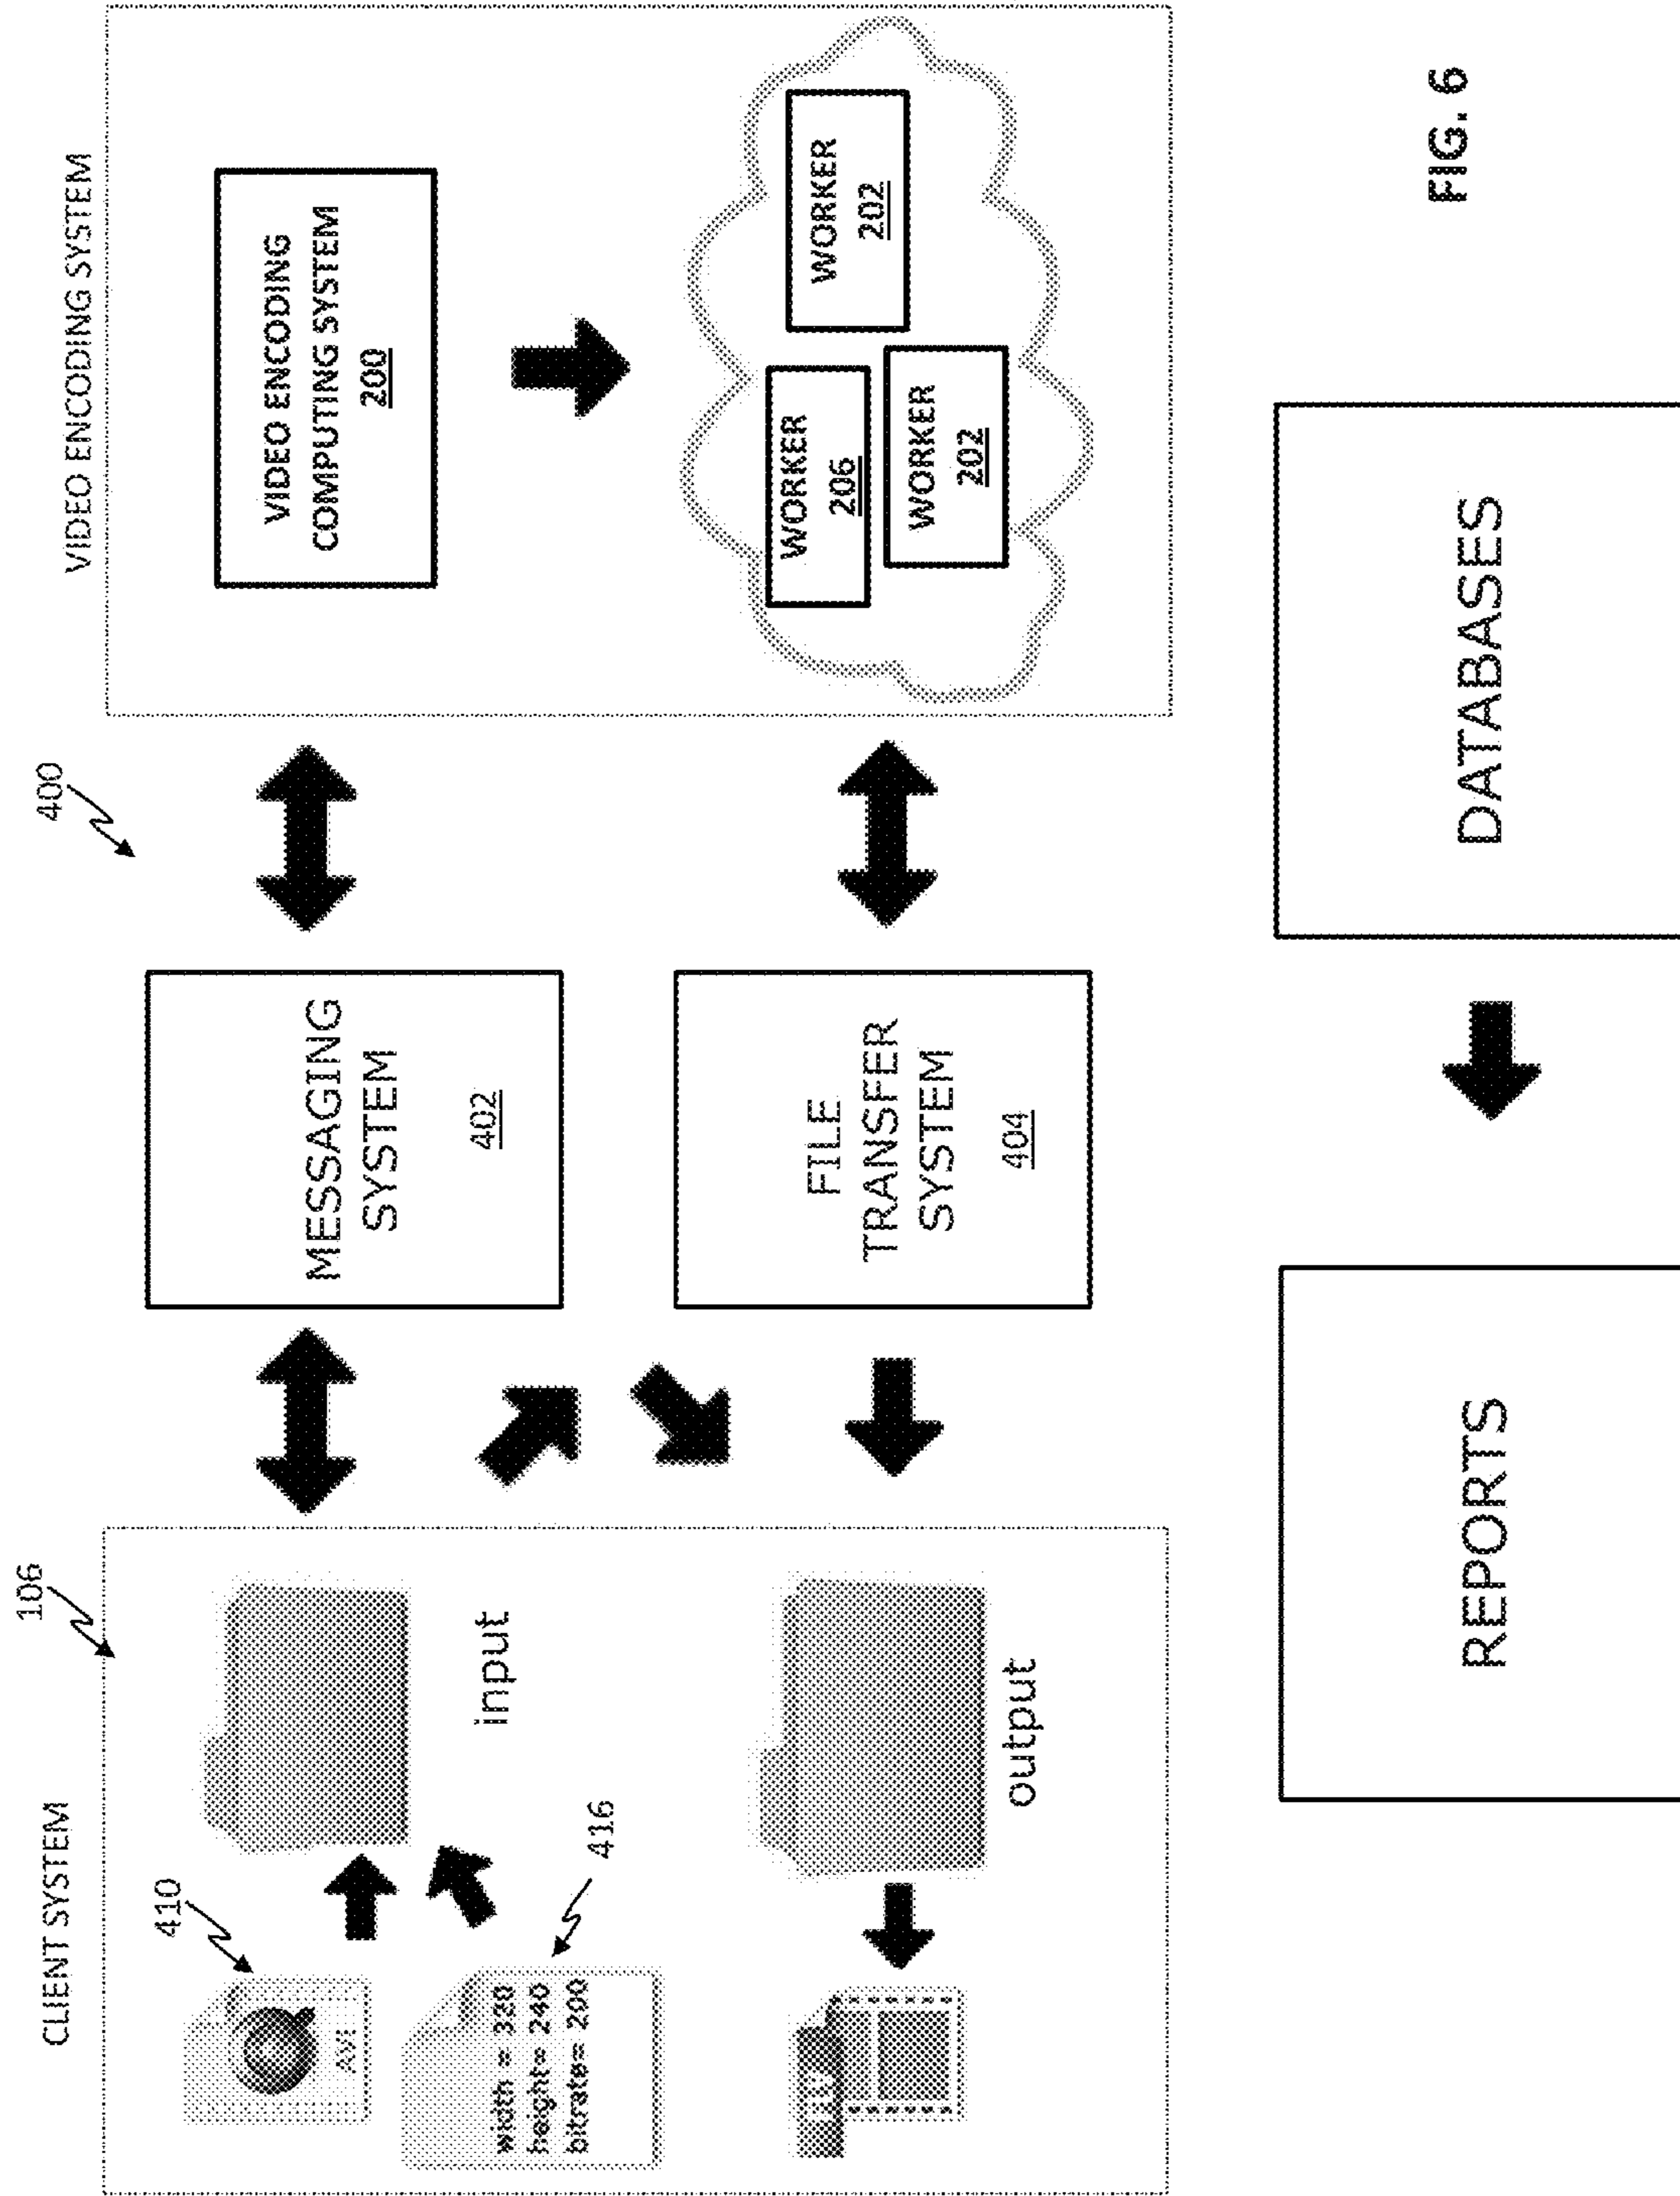 CLIENT SYSTEM
106
410
AVI
width = 320
height= 240
bitrate= 200
416
input
output
400
MESSAGING
SYSTEM
402
FILE
TRANSFER
SYSTEM
404
VIDEO ENCODING SYSTEM
VIDEO ENCODING
COMPUTING SYSTEM
200
WORKER
206
WORKER
202
WORKER
202
REPORTS
DATABASES
FIG. 6